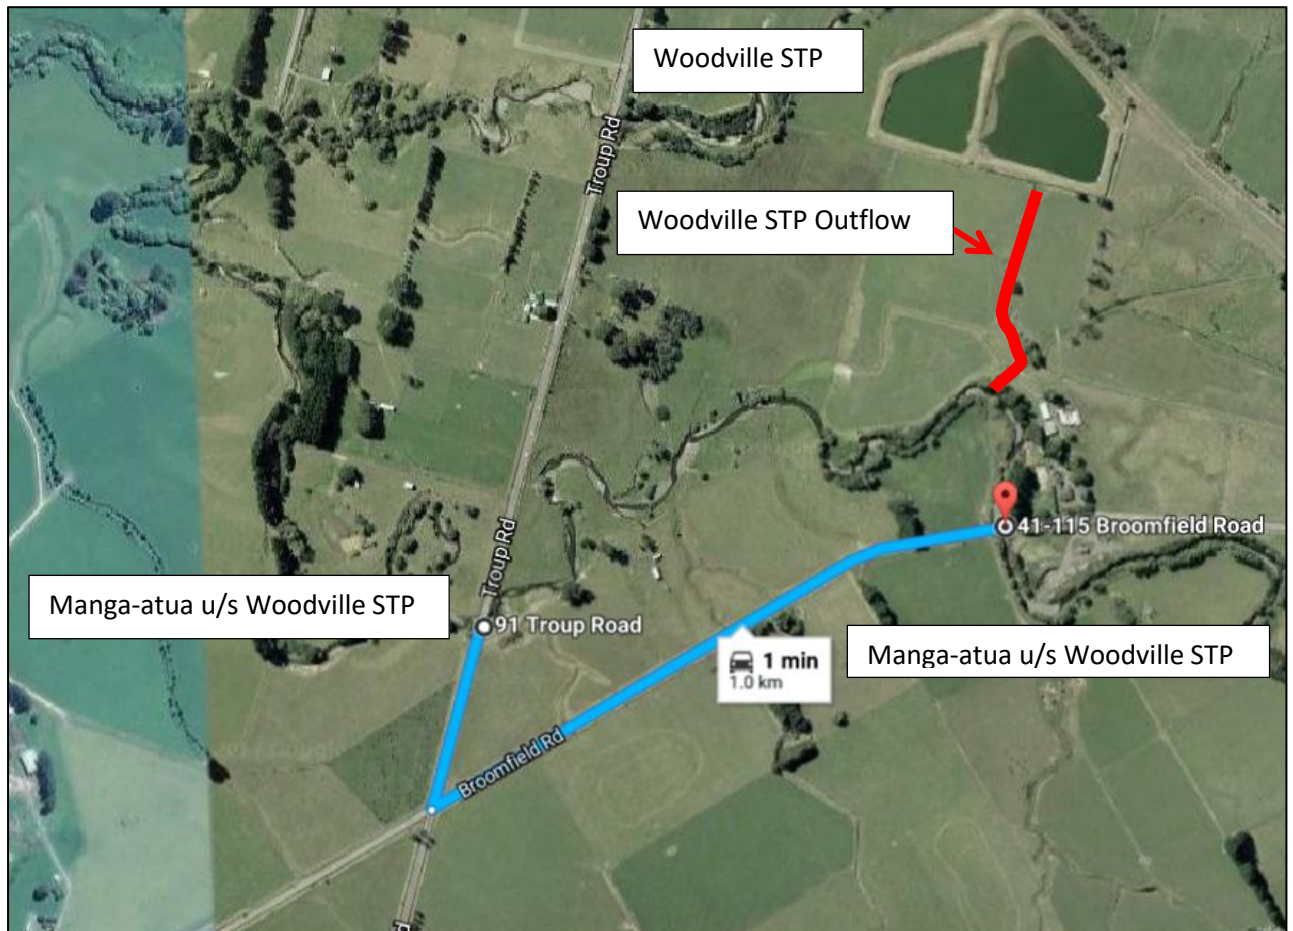 Woodville STP
Troup Rd
Woodville STP Outflow
41-115 Broomfield Road
Troup Rd
Manga-atua u/s Woodville STP
91 Troup Road
Manga-atua u/s Woodville STP
1 min
1.0 km
Broomfield Rd